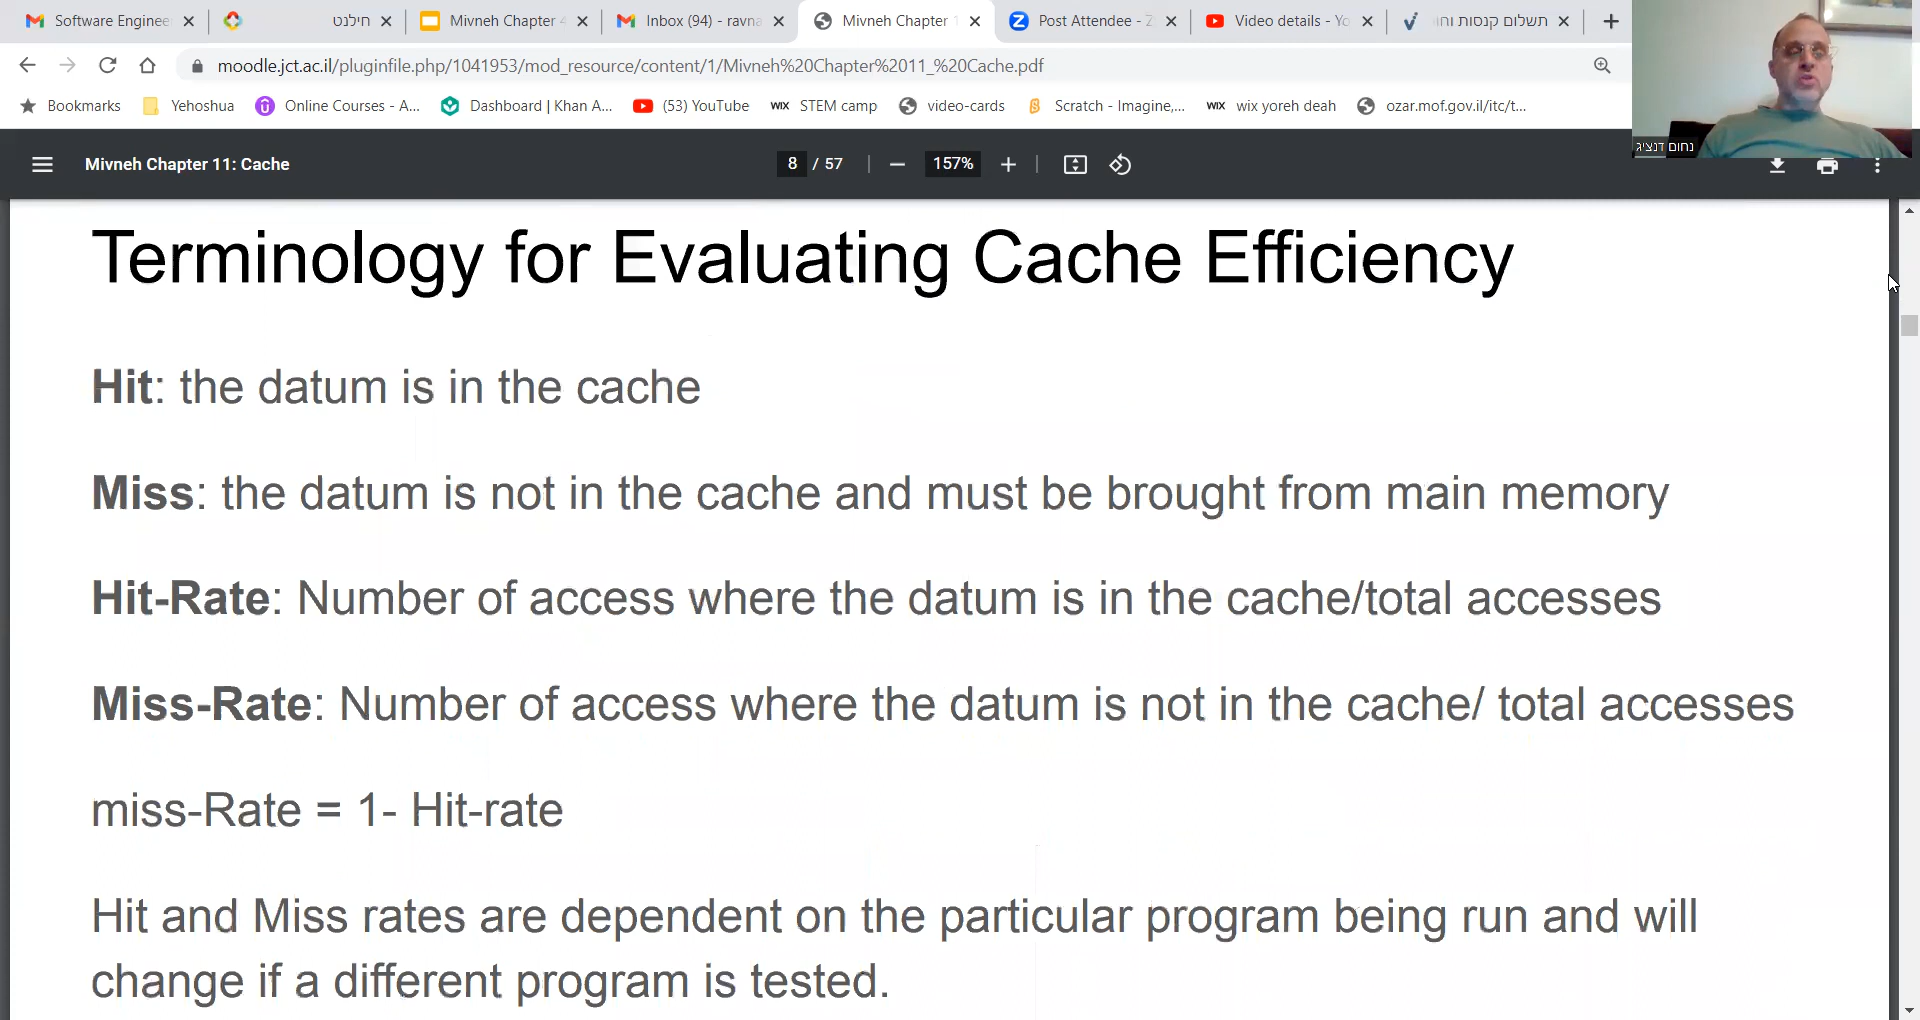 Software Enginee
חילנט
Mivneh Chapter
Inbox (94) - ravna
Mivneh Chapter
Post Attendee - Z
Video details - Yo
תשלום קנסות וחו
moodle.jct.ac.il/pluginfile.php/1041953/mod_resource/content/1/Mivneh%20Chapter%2011_%20Cache.pdf
Bookmarks
Yehoshua
Online Courses - A...
Dashboard | Khan A...
(53) YouTube
WIX STEM camp
video-cards
Scratch - Imagine,...
WIX wix yoreh deah
ozar.mof.gov.il/itc/t...
נחום דנציג
Mivneh Chapter 11: Cache
8 / 57
157%
Terminology for Evaluating Cache Efficiency
Hit: the datum is in the cache
Miss: the datum is not in the cache and must be brought from main memory
Hit-Rate: Number of access where the datum is in the cache/total accesses
Miss-Rate: Number of access where the datum is not in the cache/ total accesses
miss-Rate = 1- Hit-rate
Hit and Miss rates are dependent on the particular program being run and will
change if a different program is tested.